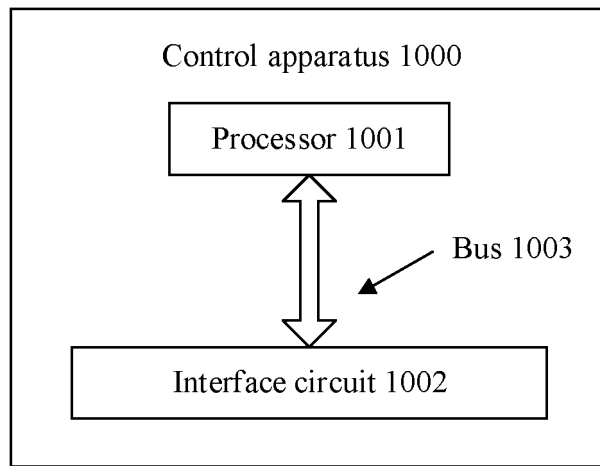 Control apparatus 1000
Processor 1001
Bus 1003
Interface circuit 1002